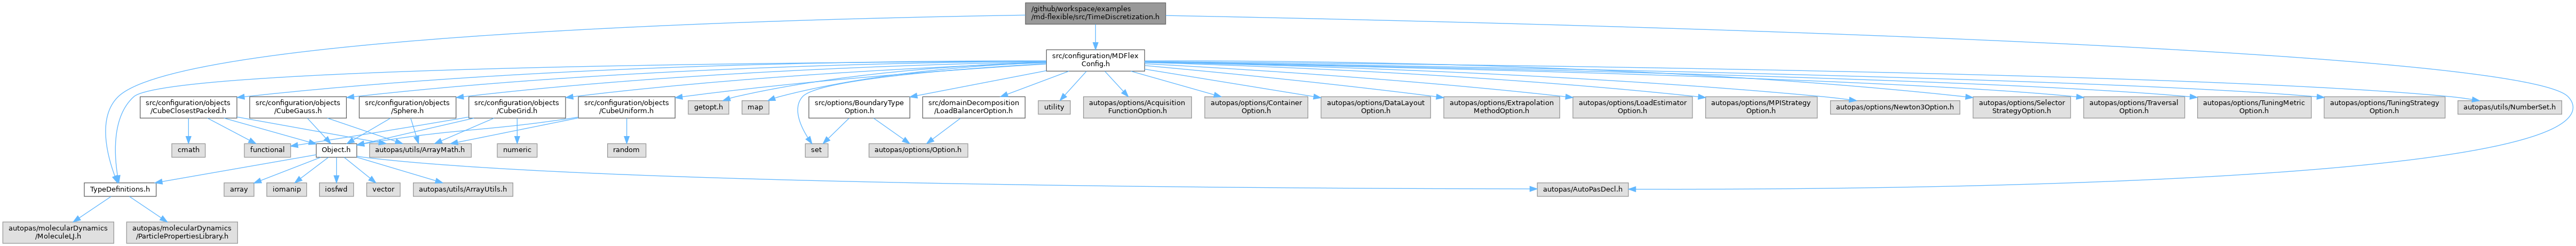 /github/workspace/examples
/md-flexible/src/TimeDiscretization.h
src/configuration/MDFlex
Config.h
src/configuration/objects
/CubeClosestPacked.h
src/configuration/objects
/CubeGauss.h
src/configuration/objects
/Sphere.h
src/configuration/objects
/CubeGrid.h
src/configuration/objects
/CubeUniform.h
getopt.h
map
src/options/BoundaryType
Option.h
src/domainDecomposition
/LoadBalancerOption.h
utility
autopas/options/Acquisition
FunctionOption.h
autopas/options/Container
Option.h
autopas/options/DataLayout
Option.h
autopas/options/Extrapolation
MethodOption.h
autopas/options/LoadEstimator
Option.h
autopas/options/MPIStrategy
Option.h
autopas/options/Newton3Option.h
autopas/options/Selector
StrategyOption.h
autopas/options/Traversal
Option.h
autopas/options/TuningMetric
Option.h
autopas/options/TuningStrategy
Option.h
autopas/utils/NumberSet.h
cmath
functional
Object.h
autopas/utils/ArrayMath.h
numeric
random
set
autopas/options/Option.h
TypeDefinitions.h
array
iomanip
iosfwd
vector
autopas/utils/ArrayUtils.h
autopas/AutoPasDecl.h
autopas/molecularDynamics
/MoleculeLJ.h
autopas/molecularDynamics
/ParticlePropertiesLibrary.h